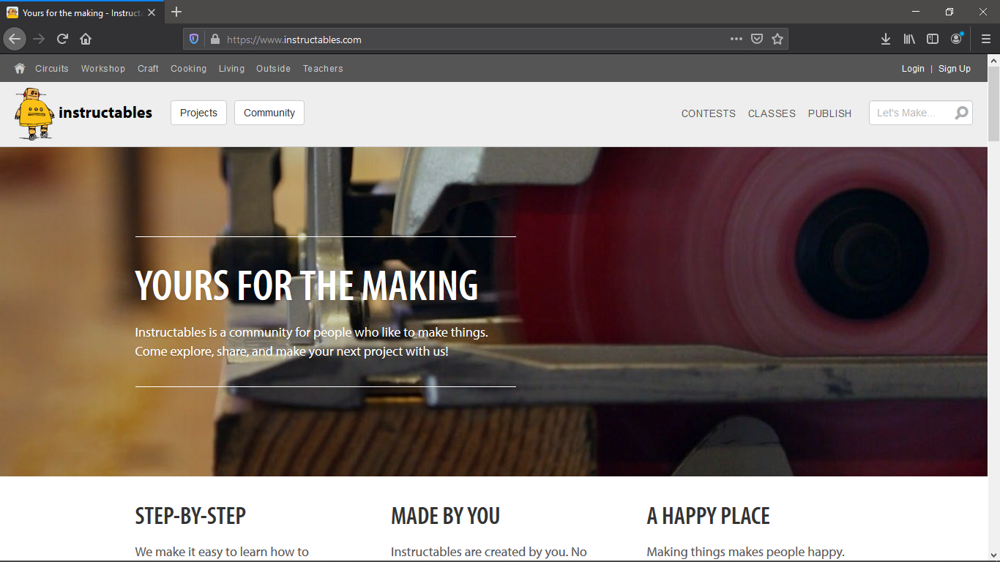 Yours for the making - Instructa
https://www.instructables.com
Circuits Workshop Craft Cooking Living Outside Teachers
Login | Sign Up
instructables
Projects Community
CONTESTS CLASSES PUBLISH
Let's Make...
YOURS FOR THE MAKING
Instructables is a community for people who like to make things.
Come explore, share, and make your next project with us!
STEP-BY-STEP
We make it easy to learn how to
MADE BY YOU
Instructables are created by you. No
A HAPPY PLACE
Making things makes people happy.